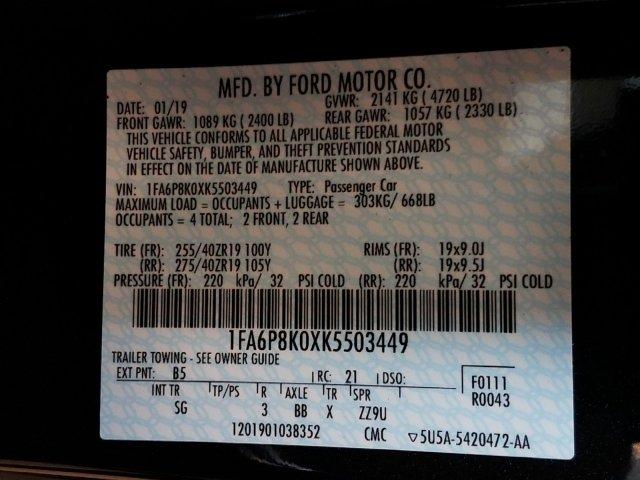 MFD. BY FORD MOTOR CO.
DATE: 01/19 GVWR: 2141 KG ( 4720 LB)
FRONT GAWR: 1089 KG ( 2400 LB) REAR GAWR: 1057 KG ( 2330 LB)
THIS VEHICLE CONFORMS TO ALL APPLICABLE FEDERAL MOTOR
VEHICLE SAFETY, BUMPER, AND THEFT PREVENTION STANDARDS
IN EFFECT ON THE DATE OF MANUFACTURE SHOWN ABOVE.
VIN: 1FA6P8K0XK5503449 TYPE: Passenger Car
MAXIMUM LOAD = OCCUPANTS + LUGGAGE = 303KG/ 668LB
OCCUPANTS = 4 TOTAL; 2 FRONT, 2 REAR
TIRE (FR): 255/40ZR19 100Y RIMS (FR): 19x9.0J
(RR): 275/40ZR19 105Y (RR): 19x9.5J
PRESSURE (FR): 220 kPa/ 32 PSI COLD (RR): 220 kPa/ 32 PSI COLD
1FA6P8K0XK5503449
TRAILER TOWING - SEE OWNER GUIDE
EXT PNT: B5 RC: 21 DSO: F0111
R0043
INT TR TP/PS R AXLE TR SPR
SG 3 BB X ZZ9U
1201901038352 CMC ▽5U5A-5420472-AA